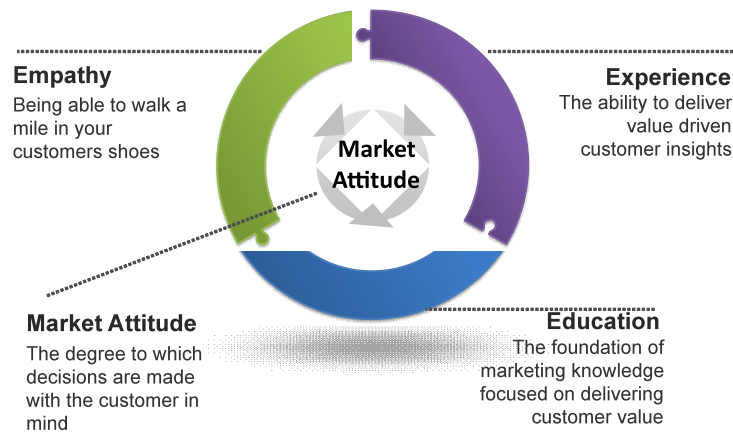 Empathy
Being able to walk a
mile in your
customers shoes
Experience
The ability to deliver
value driven
customer insights
Market
Attitude
Market Attitude
The degree to which
decisions are made
with the customer in
mind
Education
The foundation of
marketing knowledge
focused on delivering
customer value